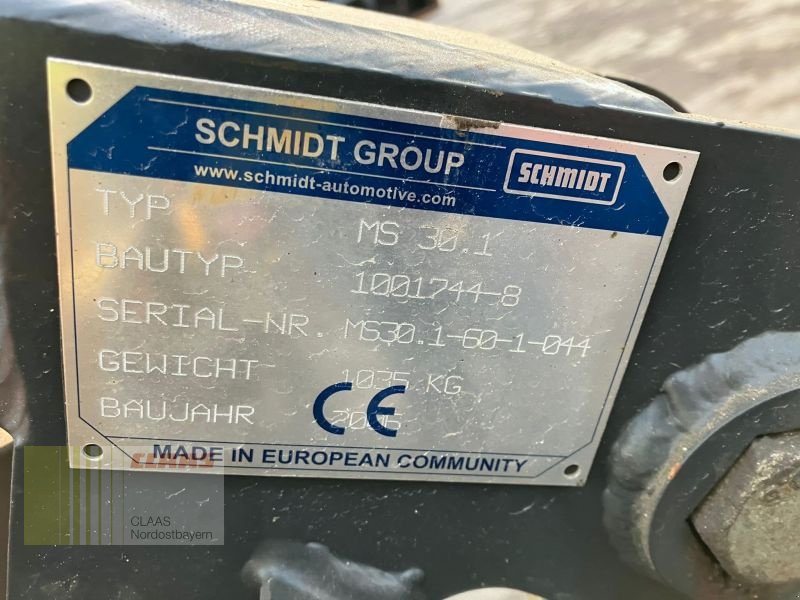 SCHMIDT GROUP
SCHMIDT
www.schmidt-automotive.com
TYP MS 30.1
BAUTYP 1001744-8
SERIAL-NR. MS30.1-60-1-044
GEWICHT 1035 KG
BAUJAHR
CE
MADE IN EUROPEAN COMMUNITY
CLAAS
CLAAS
Nordostbayern